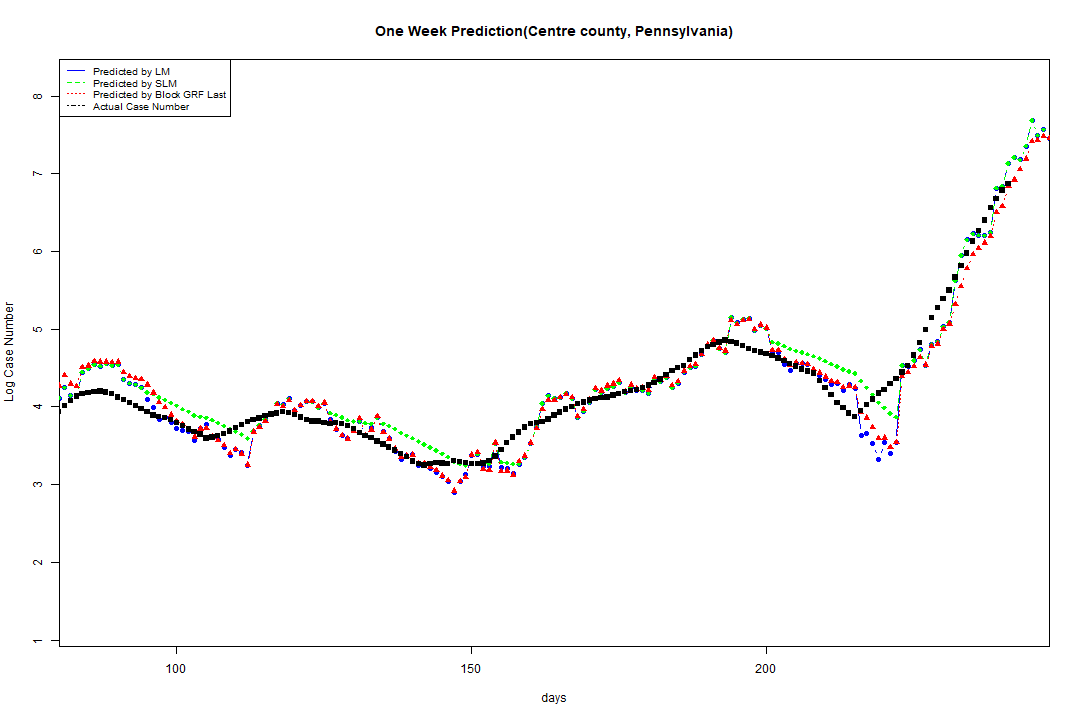 One Week Prediction(Centre county, Pennsylvania)
Predicted by LM
Predicted by SLM
Predicted by Block GRF Last
Actual Case Number
8
7
6
5
4
3
2
1
Log Case Number
100 150 200
days